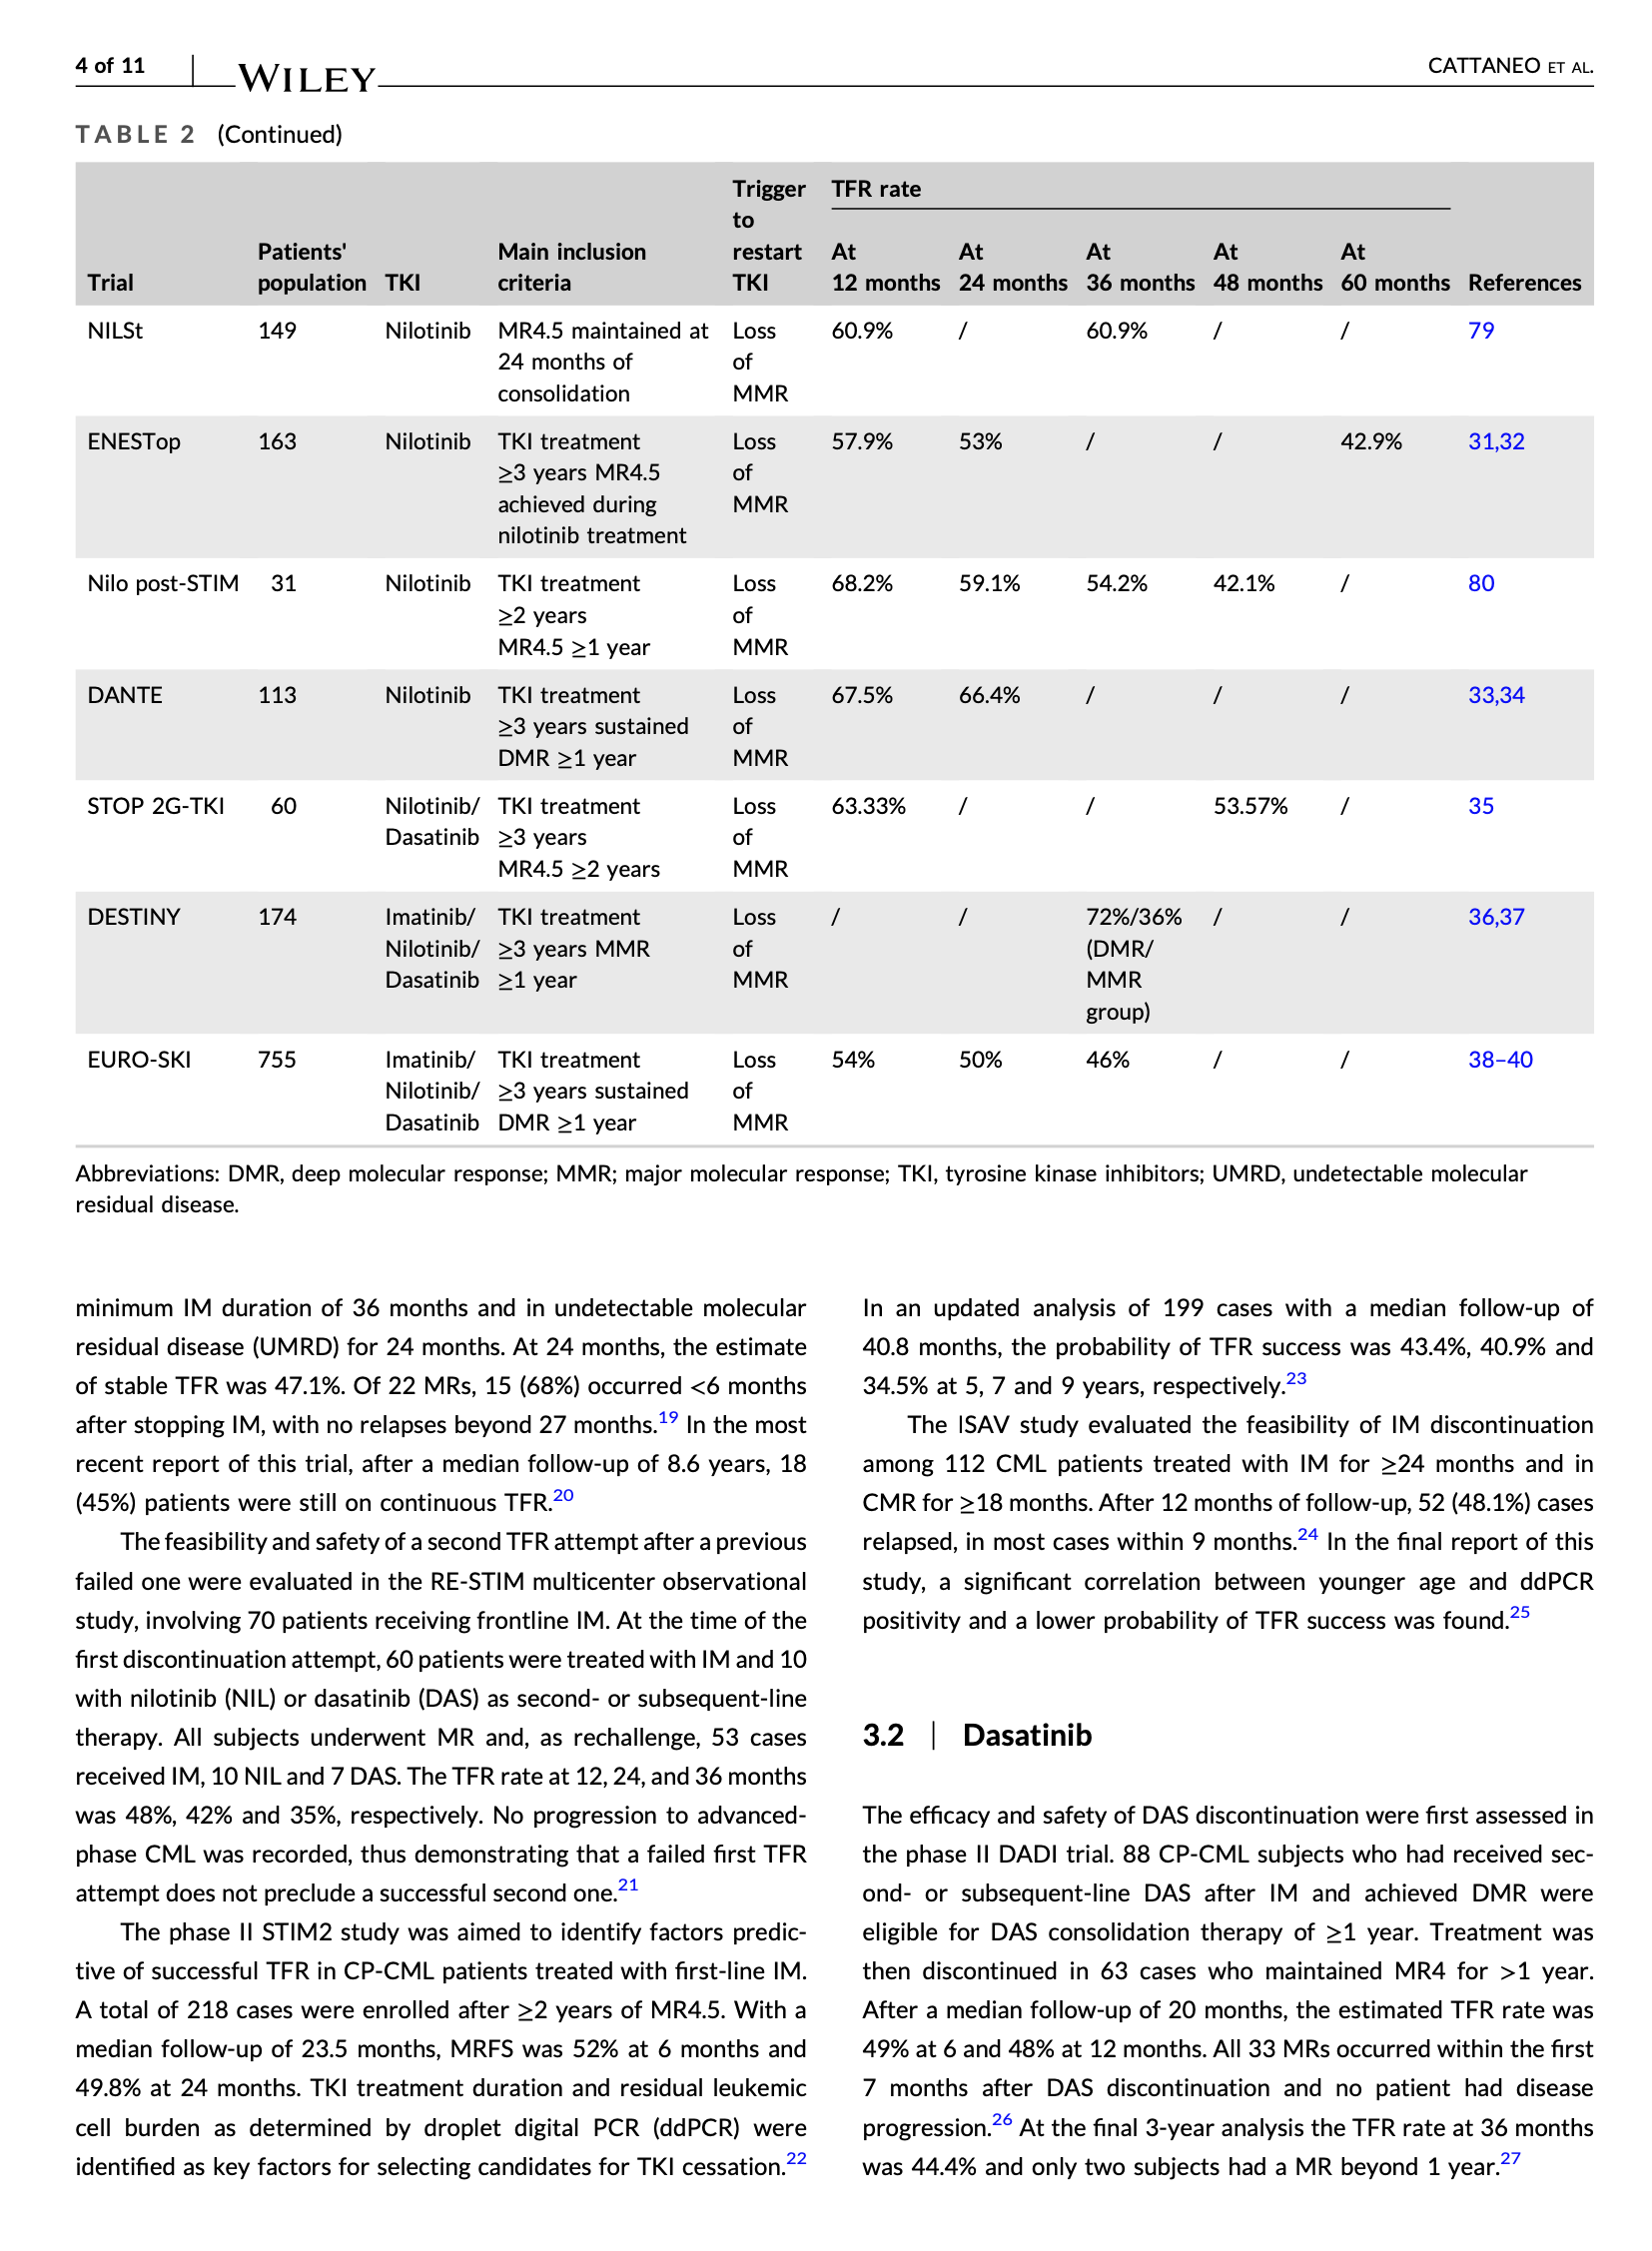 4 of 11
WILEY
CATTANEO ET AL.
TABLE 2 (Continued)
Trial
Patients'
population
TKI
Main inclusion
criteria
Trigger
to
restart
TKI
TFR rate
At
12 months
At
24 months
At
36 months
At
48 months
At
60 months
References
NILSt 149 Nilotinib MR4.5 maintained at Loss 60.9% / 60.9% / / 79
24 months of of
consolidation MMR
ENESTop 163 Nilotinib TKI treatment Loss 57.9% 53% / / 42.9% 31,32
≥3 years MR4.5 of
achieved during MMR
nilotinib treatment
Nilo post-STIM 31 Nilotinib TKI treatment Loss 68.2% 59.1% 54.2% 42.1% / 80
≥2 years of
MR4.5 ≥1 year MMR
DANTE 113 Nilotinib TKI treatment Loss 67.5% 66.4% / / / 33,34
≥3 years sustained of
DMR ≥1 year MMR
STOP 2G-TKI 60 Nilotinib/ TKI treatment Loss 63.33% / / 53.57% / 35
Dasatinib ≥3 years of
MR4.5 ≥2 years MMR
DESTINY 174 Imatinib/ TKI treatment Loss / / 72%/36% / / 36,37
Nilotinib/ ≥3 years MMR of (DMR/
Dasatinib ≥1 year MMR MMR
group)
EURO-SKI 755 Imatinib/ TKI treatment Loss 54% 50% 46% / / 38–40
Nilotinib/ ≥3 years sustained of
Dasatinib DMR ≥1 year MMR
Abbreviations: DMR, deep molecular response; MMR; major molecular response; TKI, tyrosine kinase inhibitors; UMRD, undetectable molecular
residual disease.
minimum IM duration of 36 months and in undetectable molecular
residual disease (UMRD) for 24 months. At 24 months, the estimate
of stable TFR was 47.1%. Of 22 MRs, 15 (68%) occurred <6 months
after stopping IM, with no relapses beyond 27 months.19 In the most
recent report of this trial, after a median follow-up of 8.6 years, 18
(45%) patients were still on continuous TFR.20
The feasibility and safety of a second TFR attempt after a previous
failed one were evaluated in the RE-STIM multicenter observational
study, involving 70 patients receiving frontline IM. At the time of the
first discontinuation attempt, 60 patients were treated with IM and 10
with nilotinib (NIL) or dasatinib (DAS) as second- or subsequent-line
therapy. All subjects underwent MR and, as rechallenge, 53 cases
received IM, 10 NIL and 7 DAS. The TFR rate at 12, 24, and 36 months
was 48%, 42% and 35%, respectively. No progression to advanced-
phase CML was recorded, thus demonstrating that a failed first TFR
attempt does not preclude a successful second one.21
The phase II STIM2 study was aimed to identify factors predic-
tive of successful TFR in CP-CML patients treated with first-line IM.
A total of 218 cases were enrolled after ≥2 years of MR4.5. With a
median follow-up of 23.5 months, MRFS was 52% at 6 months and
49.8% at 24 months. TKI treatment duration and residual leukemic
cell burden as determined by droplet digital PCR (ddPCR) were
identified as key factors for selecting candidates for TKI cessation.22
In an updated analysis of 199 cases with a median follow-up of
40.8 months, the probability of TFR success was 43.4%, 40.9% and
34.5% at 5, 7 and 9 years, respectively.23
The ISAV study evaluated the feasibility of IM discontinuation
among 112 CML patients treated with IM for ≥24 months and in
CMR for ≥18 months. After 12 months of follow-up, 52 (48.1%) cases
relapsed, in most cases within 9 months.24 In the final report of this
study, a significant correlation between younger age and ddPCR
positivity and a lower probability of TFR success was found.25
3.2 | Dasatinib
The efficacy and safety of DAS discontinuation were first assessed in
the phase II DADI trial. 88 CP-CML subjects who had received sec-
ond- or subsequent-line DAS after IM and achieved DMR were
eligible for DAS consolidation therapy of ≥1 year. Treatment was
then discontinued in 63 cases who maintained MR4 for >1 year.
After a median follow-up of 20 months, the estimated TFR rate was
49% at 6 and 48% at 12 months. All 33 MRs occurred within the first
7 months after DAS discontinuation and no patient had disease
progression.26 At the final 3-year analysis the TFR rate at 36 months
was 44.4% and only two subjects had a MR beyond 1 year.27